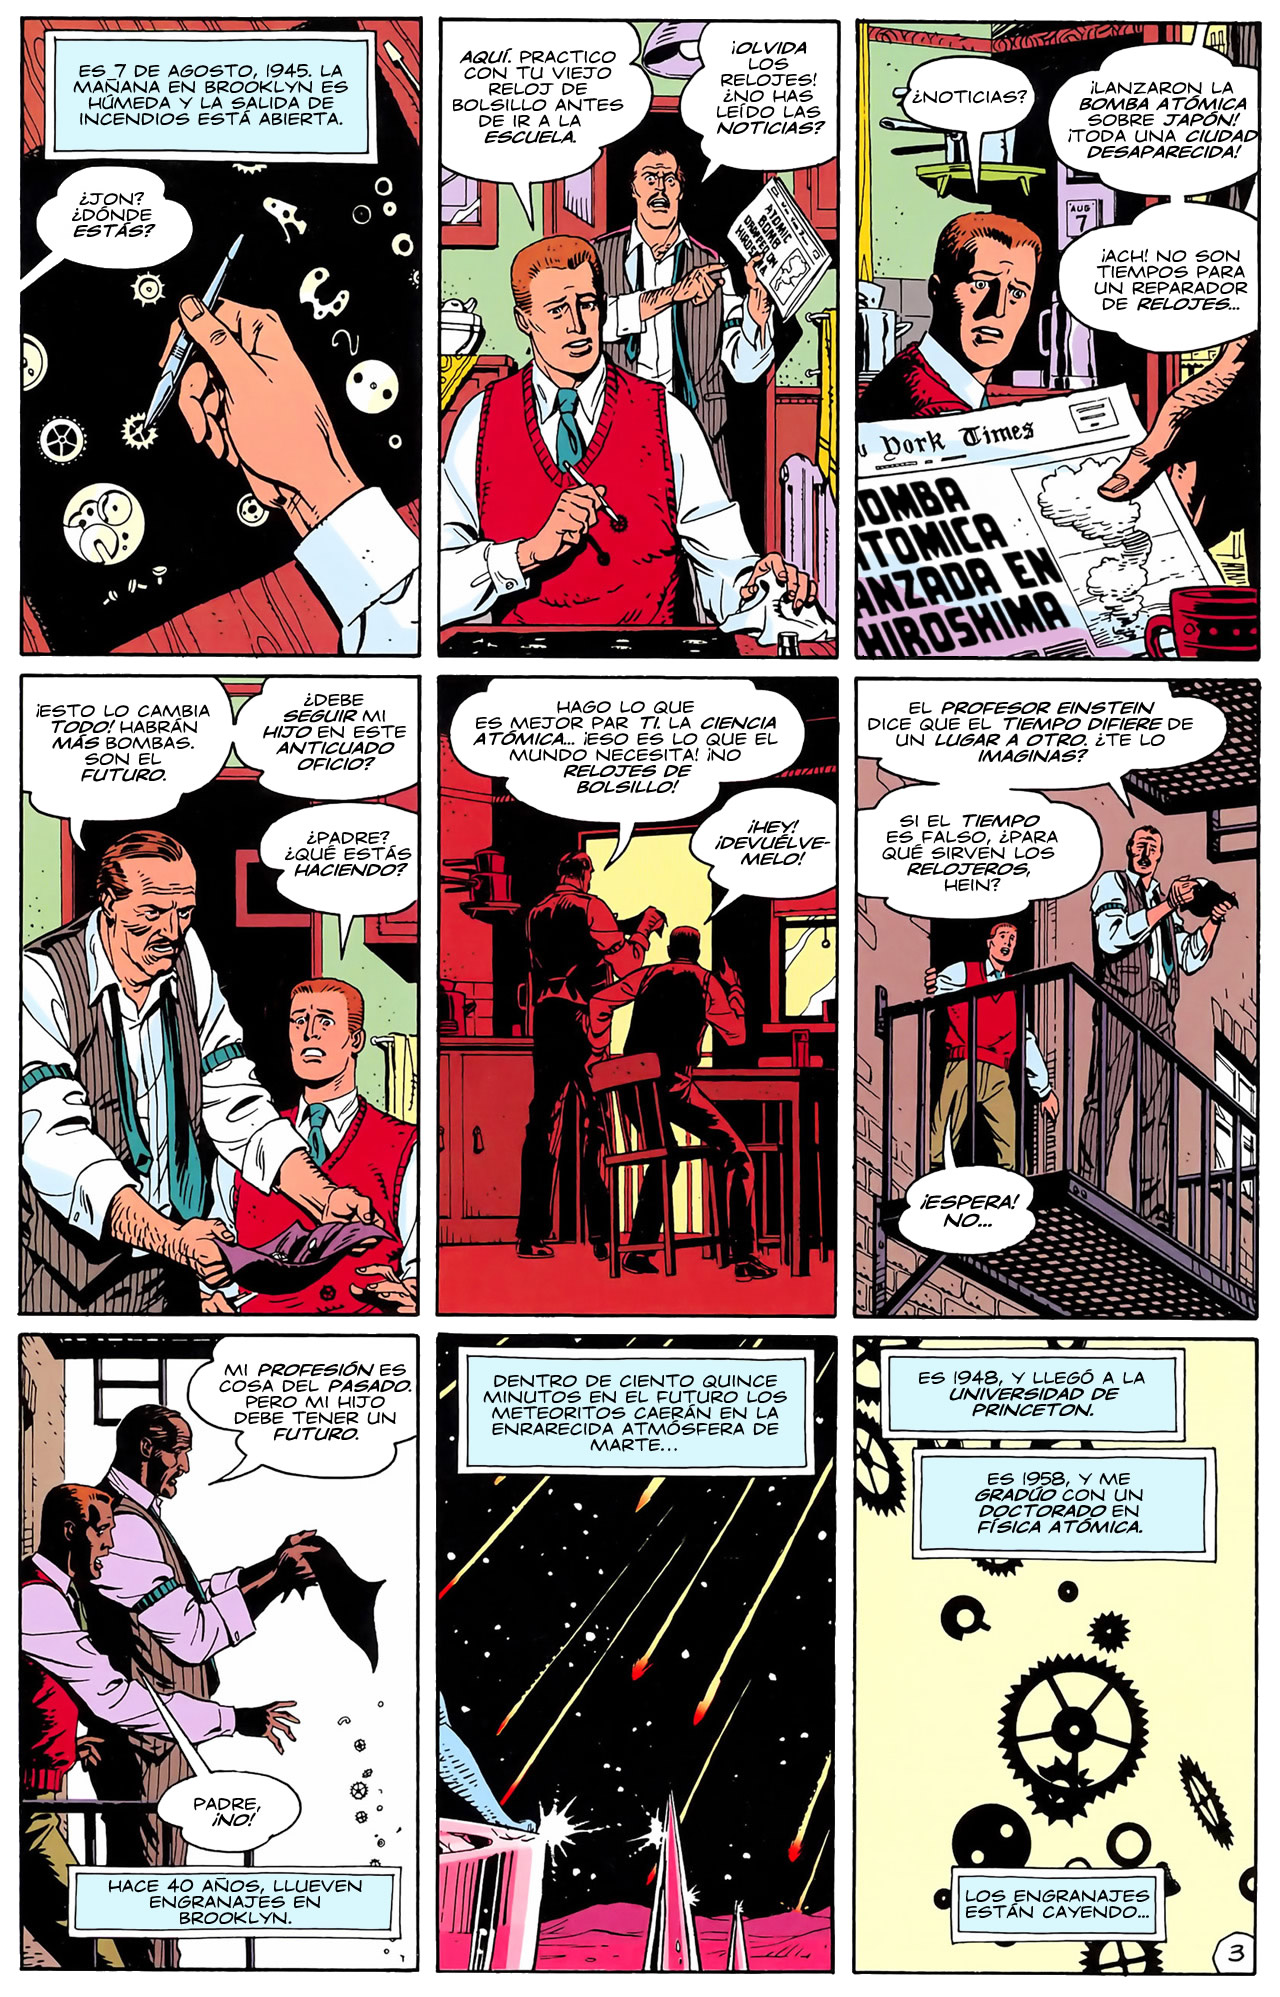 ES 7 DE AGOSTO, 1945. LA
MAÑANA EN BROOKLYN ES
HÚMEDA Y LA SALIDA DE
INCENDIOS ESTÁ ABIERTA.
¿JON?
¿DÓNDE
ESTÁS?
AQUÍ. PRACTICO
CON TU VIEJO
RELOJ DE
BOLSILLO ANTES
DE IR A LA
ESCUELA.
¡OLVIDA
LOS
RELOJES!
¿NO HAS
LEÍDO LAS
NOTICIAS?
ATOMIC
BOMB
DROPPED ON
HIROSHIMA
¿NOTICIAS?
¡LANZARON LA
BOMBA ATÓMICA
SOBRE JAPÓN!
¡TODA UNA CIUDAD
DESAPARECIDA!
AUG
7
¡ACH! NO SON
TIEMPOS PARA
UN REPARADOR
DE RELOJES...
York Times
BOMBA
ATOMICA
LANZADA EN
HIROSHIMA
¡ESTO LO CAMBIA
TODO! HABRÁN
MÁS BOMBAS.
SON EL
FUTURO.
¿DEBE
SEGUIR MI
HIJO EN ESTE
ANTICUADO
OFICIO?
¿PADRE?
¿QUÉ ESTÁS
HACIENDO?
HAGO LO QUE
ES MEJOR PAR TI. LA CIENCIA
ATÓMICA... ¡ESO ES LO QUE EL
MUNDO NECESITA! ¡NO
RELOJES DE
BOLSILLO!
¡HEY!
¡DEVUÉLVE-
MELO!
EL PROFESOR EINSTEIN
DICE QUE EL TIEMPO DIFIERE DE
UN LUGAR A OTRO. ¿TE LO
IMAGINAS?
SI EL TIEMPO
ES FALSO, ¿PARA
QUÉ SIRVEN LOS
RELOJEROS,
HEIN?
¡ESPERA!
NO...
MI PROFESIÓN ES
COSA DEL PASADO.
PERO MI HIJO
DEBE TENER UN
FUTURO.
PADRE,
¡NO!
HACE 40 AÑOS, LLUEVEN
ENGRANAJES EN
BROOKLYN.
DENTRO DE CIENTO QUINCE
MINUTOS EN EL FUTURO LOS
METEORITOS CAERÁN EN LA
ENRARECIDA ATMÓSFERA DE
MARTE...
ES 1948, Y LLEGÓ A LA
UNIVERSIDAD DE
PRINCETON.
ES 1958, Y ME
GRADÚO CON UN
DOCTORADO EN
FÍSICA ATÓMICA.
LOS ENGRANAJES
ESTÁN CAYENDO...
3